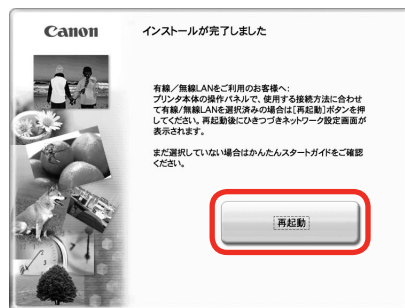 Canon
インストールが完了しました
有線／無線LANをご利用のお客様へ：
プリンタ本体の操作パネルで、使用する接続方法に合わせ
て有線/無線LANを選択済みの場合は［再起動］ボタンを押
してください。再起動後にひきつづきネットワーク設定画面が
表示されます。
まだ選択していない場合はかんたんスタートガイドをご確認
ください。
再起動